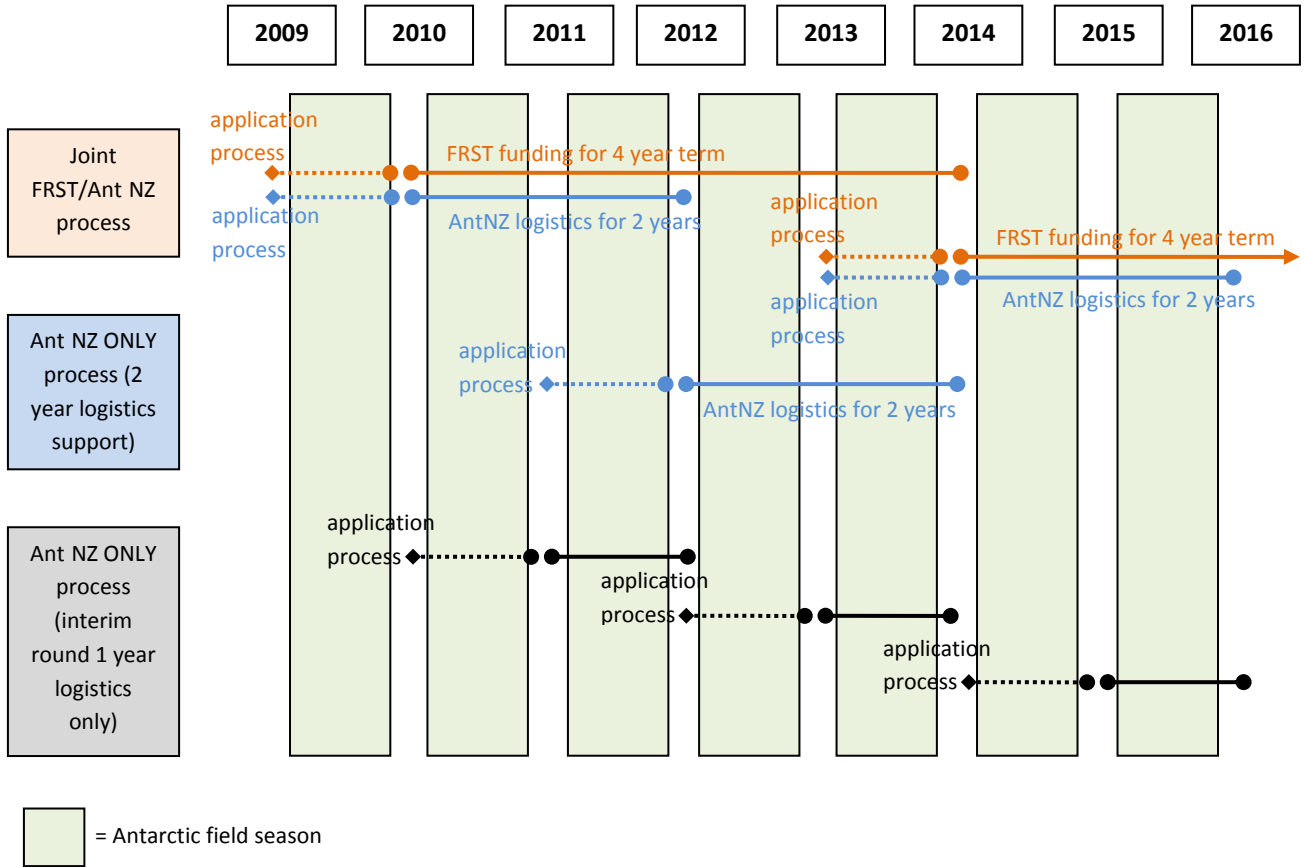 2009
2010
2011
2012
2013
2014
2015
2016
Joint
FRST/Ant NZ
process
application
process
FRST funding for 4 year term
application
process
AntNZ logistics for 2 years
application
process
FRST funding for 4 year term
application
process
AntNZ logistics for 2 years
Ant NZ ONLY
process (2
year logistics
support)
application
process
AntNZ logistics for 2 years
Ant NZ ONLY
process
(interim
round 1 year
logistics
only)
application
process
application
process
application
process
= Antarctic field season